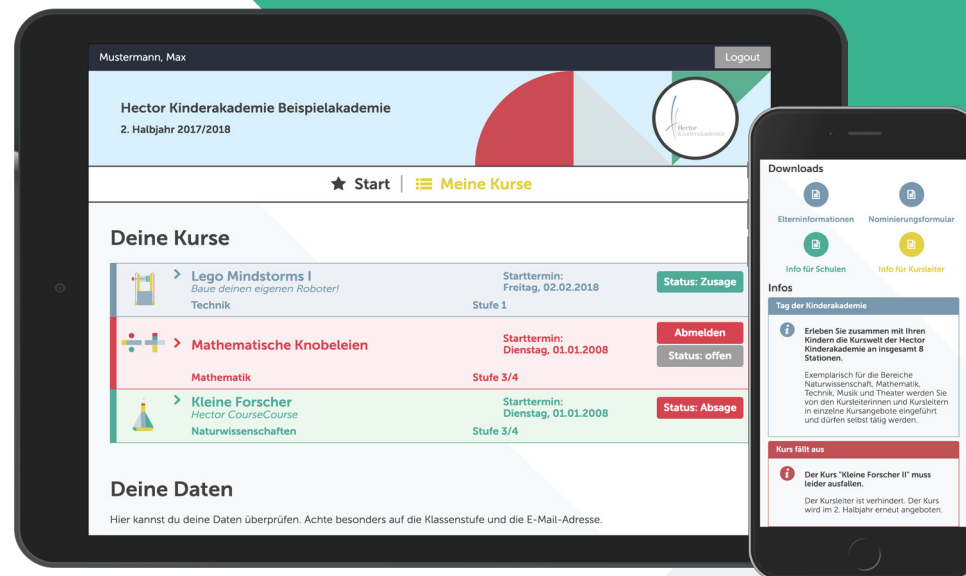 Mustermann, Max
Logout
Hector Kinderakademie Beispielakademie
2. Halbjahr 2017/2018
Hector
Kinderakademie
Start
Meine Kurse
Deine Kurse
Lego Mindstorms I
Baue deinen eigenen Roboter!
Technik
Starttermin:
Freitag, 02.02.2018
Stufe 1
Status: Zusage
Mathematische Knobeleien
Mathematik
Starttermin:
Dienstag, 01.01.2008
Stufe 3/4
Abmelden
Status: offen
Kleine Forscher
Hector CourseCourse
Naturwissenschaften
Starttermin:
Dienstag, 01.01.2008
Stufe 3/4
Status: Absage
Deine Daten
Hier kannst du deine Daten überprüfen. Achte besonders auf die Klassenstufe und die E-Mail-Adresse.
Downloads
Elterninformationen
Nominierungsformular
Info für Schulen
Info für Kursleiter
Infos
Tag der Kinderakademie
Erleben Sie zusammen mit Ihren
Kindern die Kurswelt der Hector
Kinderakademie an insgesamt 8
Stationen.
Exemplarisch für die Bereiche
Naturwissenschaft, Mathematik,
Technik, Musik und Theater werden Sie
von den Kursleiterinnen und Kursleitern
in einzelne Kursangebote eingeführt
und dürfen selbst tätig werden.
Kurs fällt aus
Der Kurs "Kleine Forscher II" muss
leider ausfallen.
Der Kursleiter ist verhindert. Der Kurs
wird im 2. Halbjahr erneut angeboten.